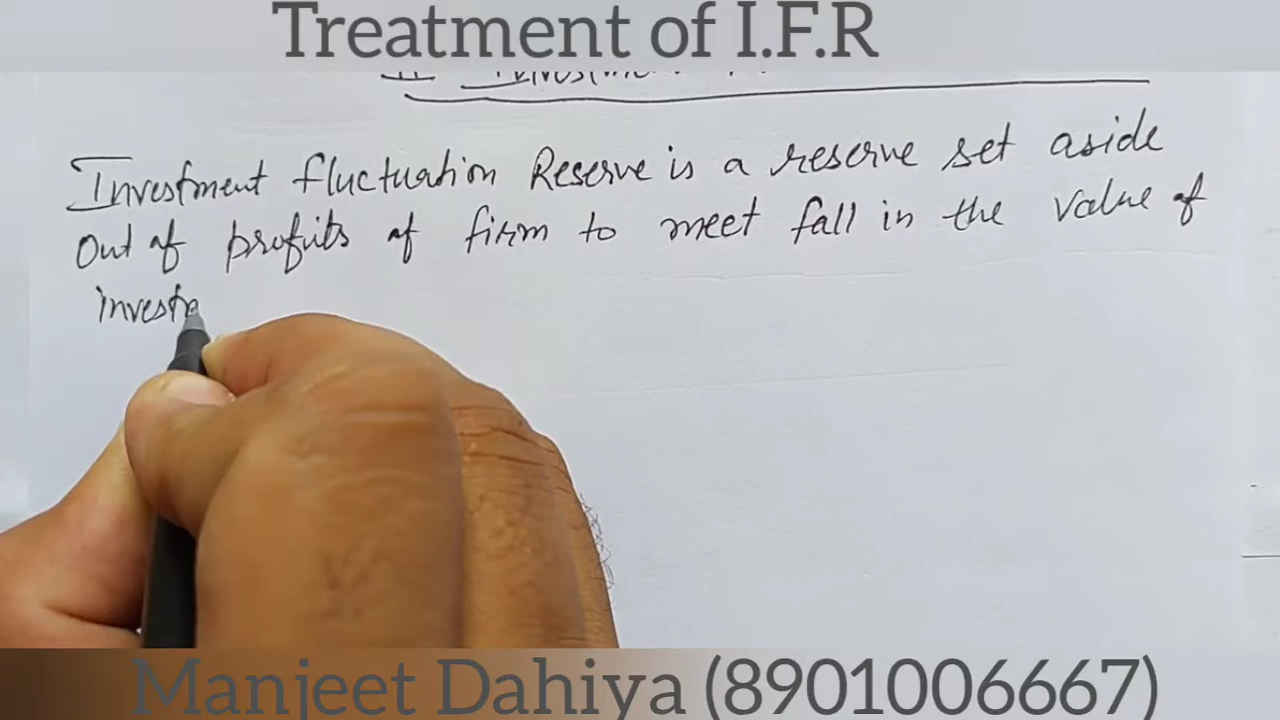 Treatment of I.F.R
Investment fluctuation Reserve is a reserve set aside
out of profits of firm to meet fall in the value of
Investm
Manjeet Dahiya (8901006667)